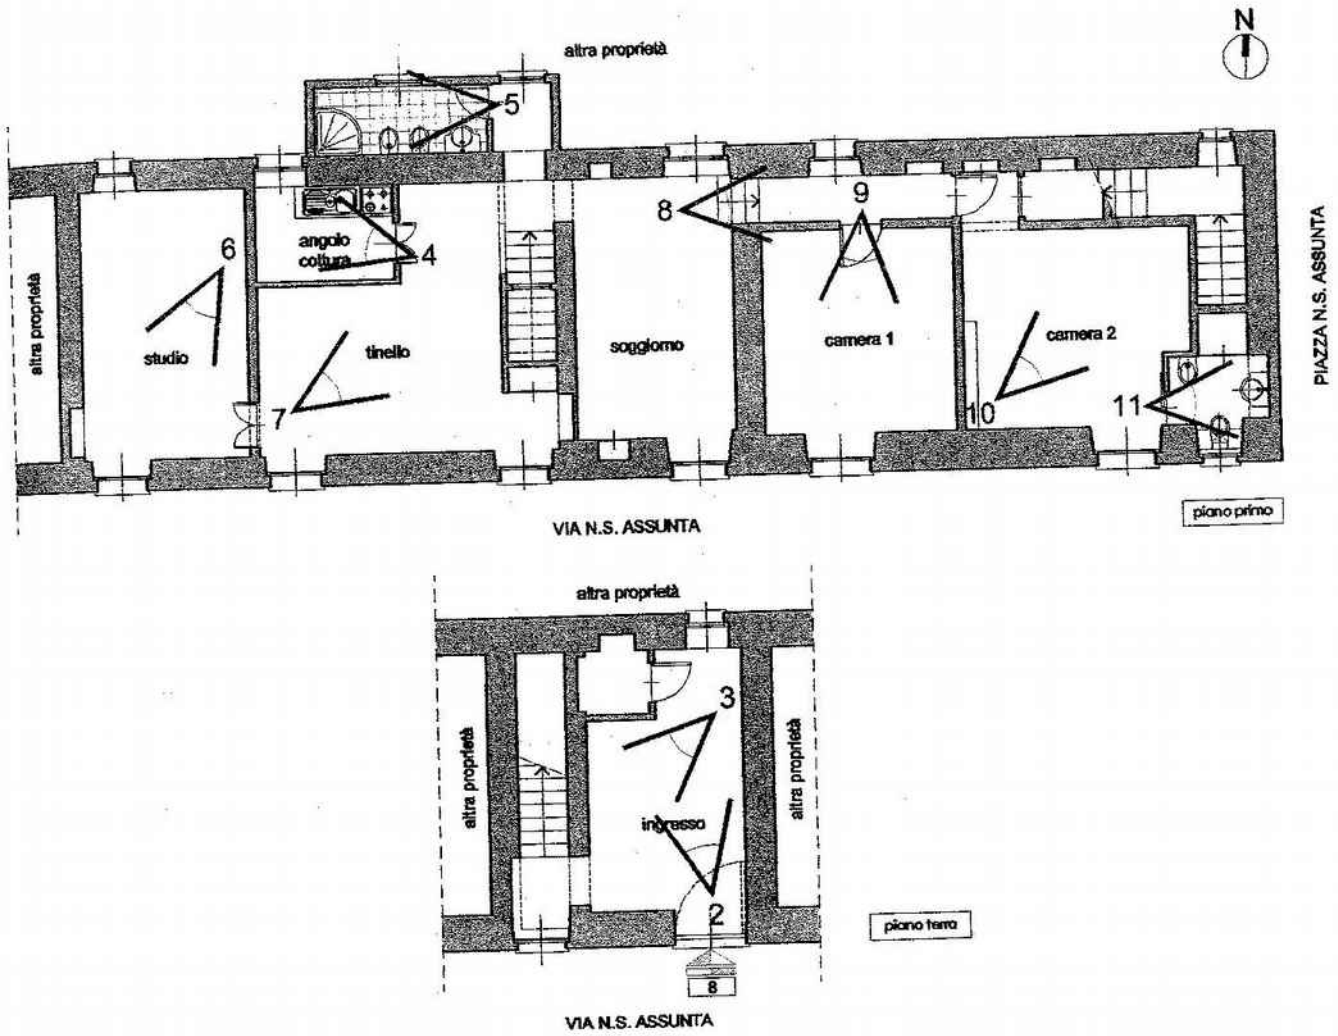 N
altra proprietà
5
9
8
angolo
cottura
4
6
altra proprietà
studio
tinello
soggiorno
camera 1
camera 2
7
10
11
PIAZZA N.S. ASSUNTA
piano primo
VIA N.S. ASSUNTA
altra proprietà
3
altra proprietà
altra proprietà
ingresso
2
piano terra
8
VIA N.S. ASSUNTA